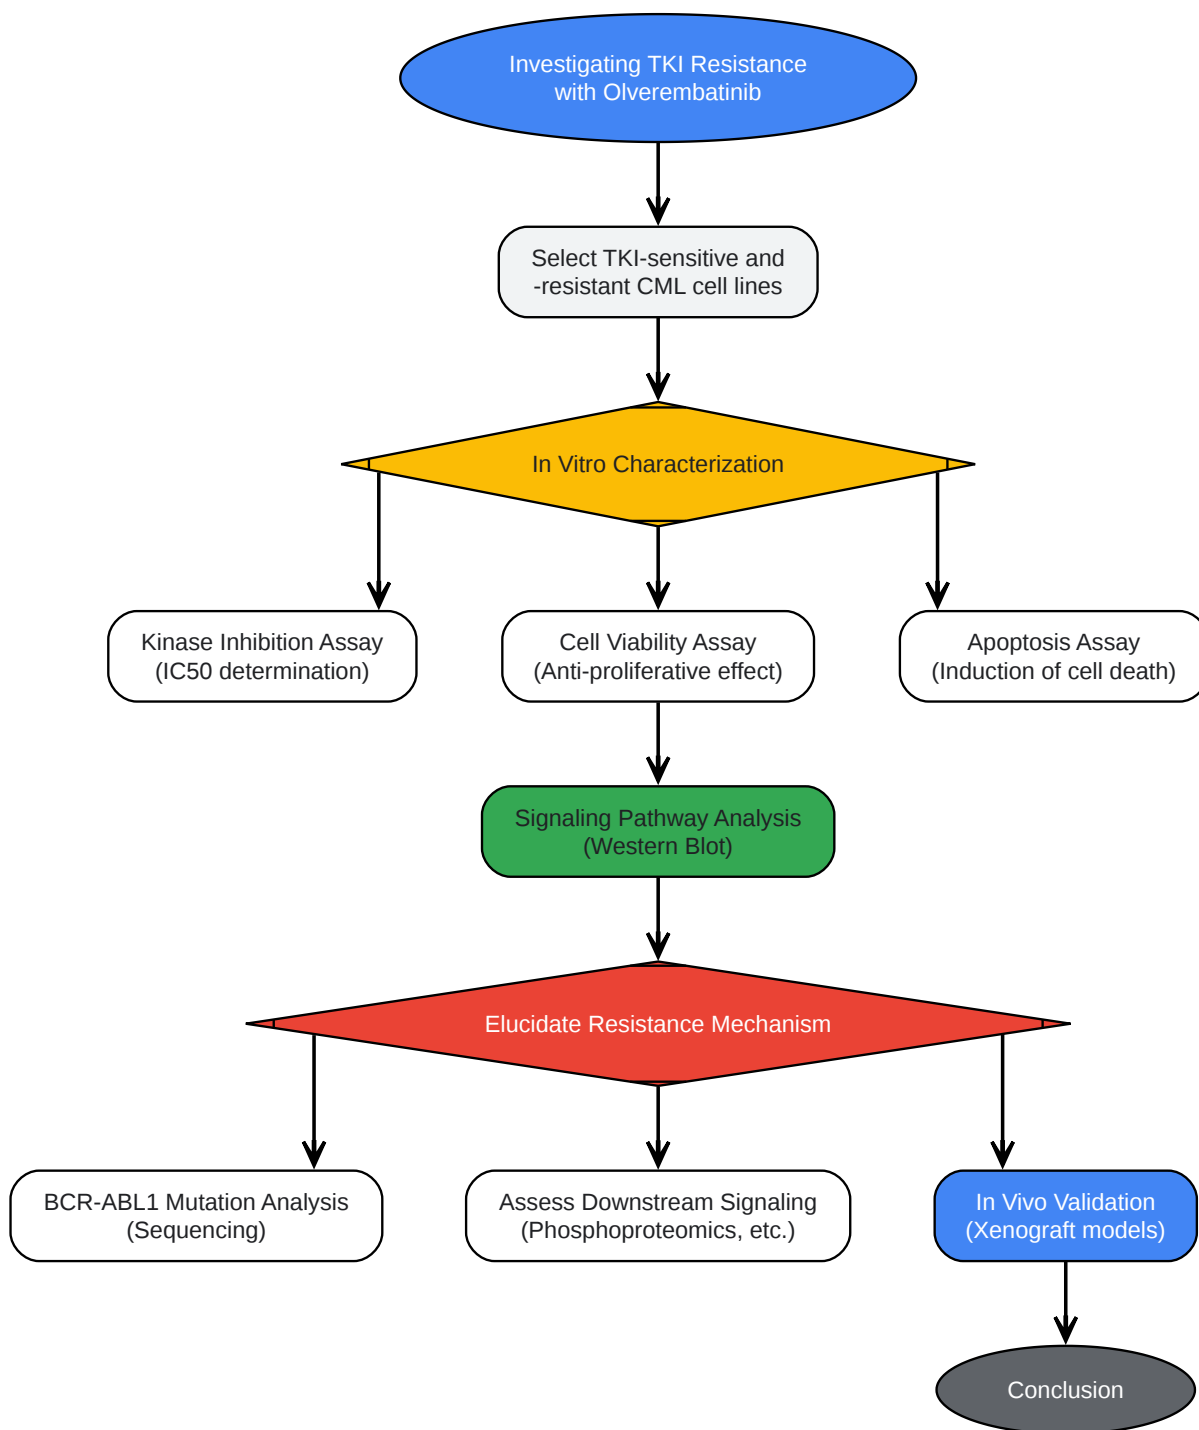 Investigating TKI Resistance
with Olverembatinib
Select TKI-sensitive and
-resistant CML cell lines
In Vitro Characterization
Kinase Inhibition Assay
(IC50 determination)
Cell Viability Assay
(Anti-proliferative effect)
Apoptosis Assay
(Induction of cell death)
Signaling Pathway Analysis
(Western Blot)
Elucidate Resistance Mechanism
BCR-ABL1 Mutation Analysis
(Sequencing)
Assess Downstream Signaling
(Phosphoproteomics, etc.)
In Vivo Validation
(Xenograft models)
Conclusion